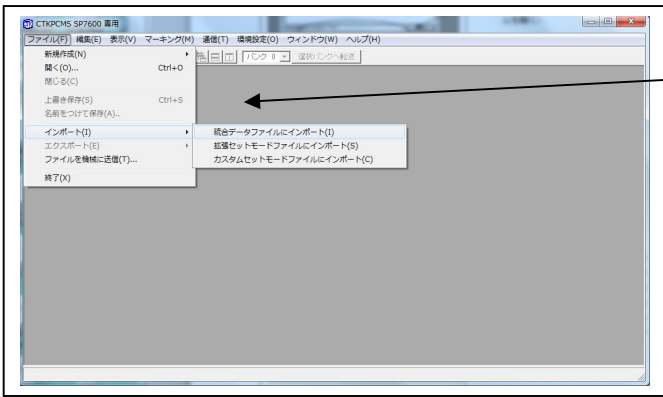 CTKPCMS SP7600 専用
ファイル(F) 編集(E) 表示(V) マーキング(M) 通信(T) 環境設定(O) ウィンドウ(W) ヘルプ(H)
バンク 0 選択バンクへ転送
新規作成(N)
開く(O)... Ctrl+O
閉じる(C)
上書き保存(S) Ctrl+S
名前をつけて保存(A)..
インポート(I)
エクスポート(E)
ファイルを機械に送信(T)...
終了(X)
統合データファイルにインポート(I)
拡張セットモードファイルにインポート(S)
カスタムセットモードファイルにインポート(C)